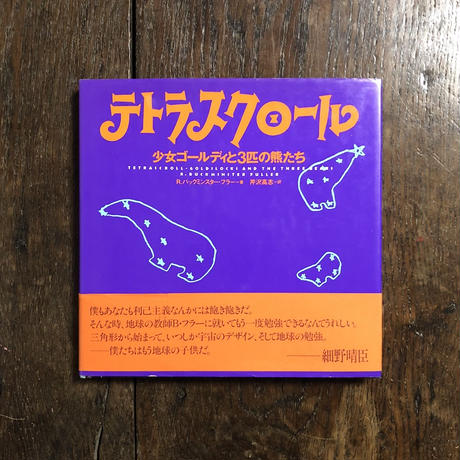 テトラスクロール
少女ゴールディと3匹の熊たち
TETRASCROLL・GOLDILOCKS AND THE THREE BEARS
R. BUCKMINSTER FULLER
R.バックミンスター・フラー・著 芹沢高志・訳
僕もあなたも利己主義なんかには飽き飽きだ。
そんな時、地球の教師B・フラーに就いてもう一度勉強できるなんてうれしい。
三角形から始まって、いつしか宇宙のデザイン、そして地球の勉強。
――僕たちはもう地球の子供だ。
――細野晴臣